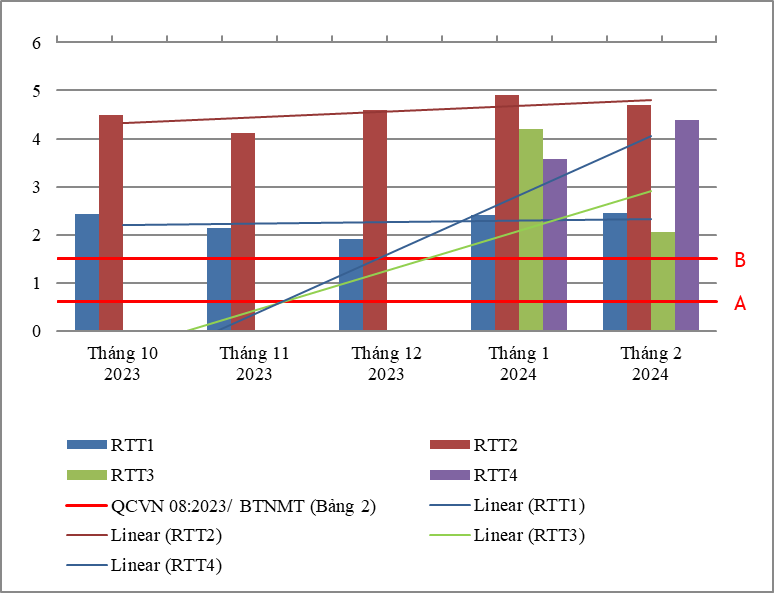 6
5
4
3
2
1
0
B
A
Tháng 10 2023
Tháng 11 2023
Tháng 12 2023
Tháng 1 2024
Tháng 2 2024
RTT1
RTT2
RTT3
RTT4
QCVN 08:2023/ BTNMT (Bảng 2)
Linear (RTT1)
Linear (RTT2)
Linear (RTT3)
Linear (RTT4)